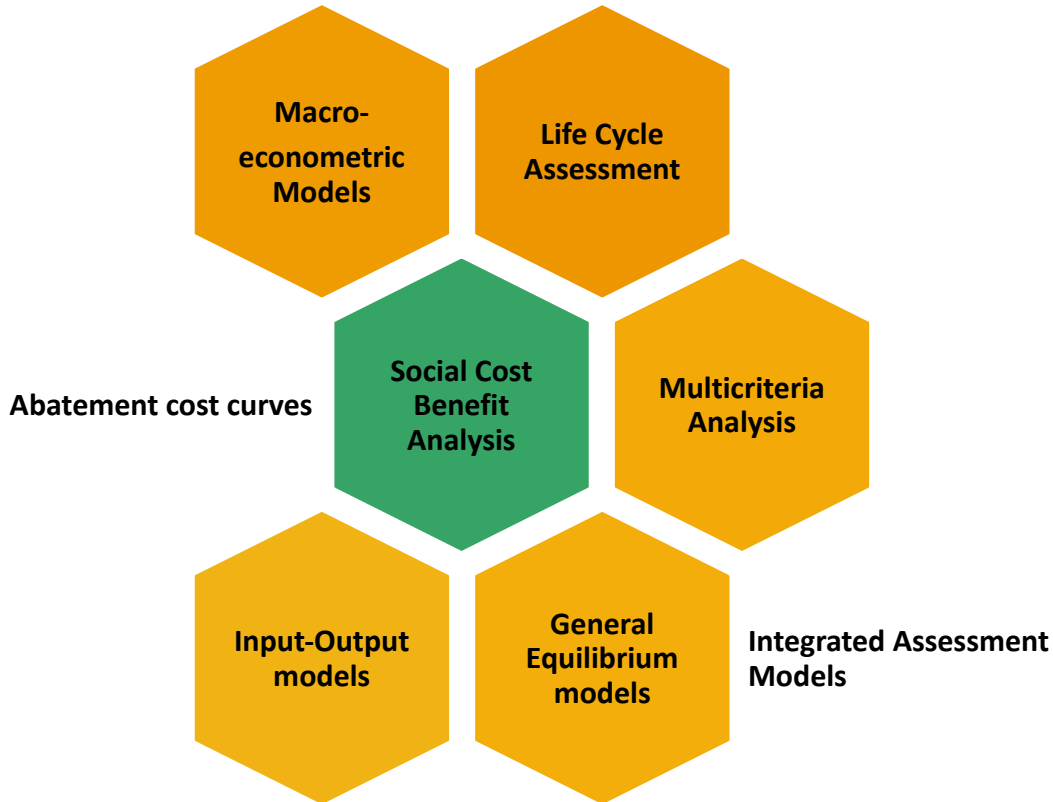 Macro-
econometric
Models
Life Cycle
Assessment
Abatement cost curves
Social Cost
Benefit
Analysis
Multicriteria
Analysis
Input-Output
models
General
Equilibrium
models
Integrated Assessment
Models